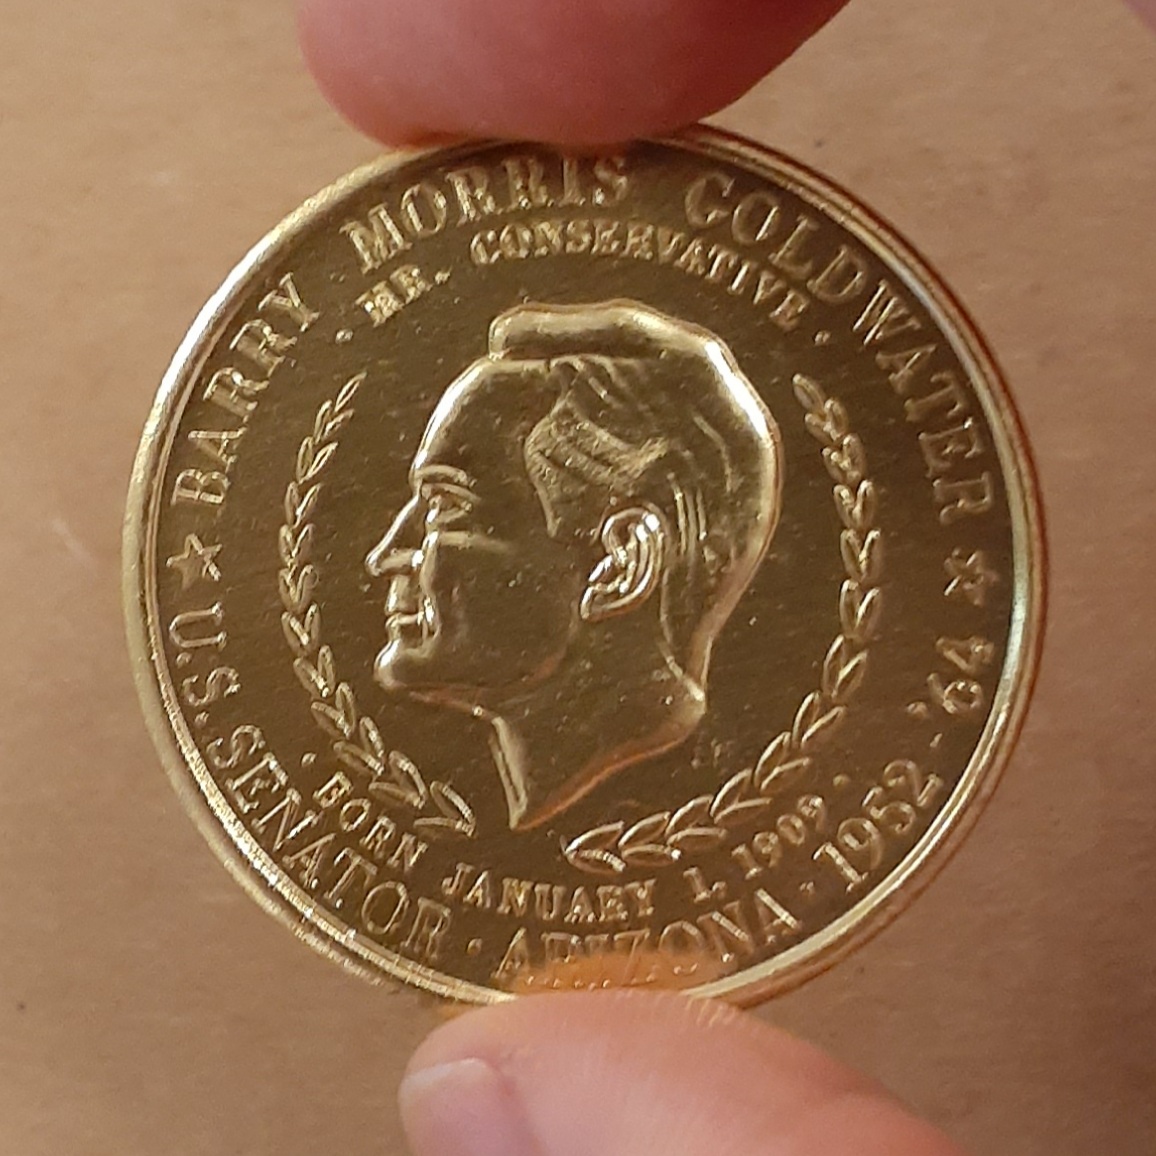 BARRY MORRIS GOLDWATER
· MR. CONSERVATIVE ·
· BORN JANUARY 1, 1909 ·
U.S. SENATOR · ARIZONA · 1952-'64